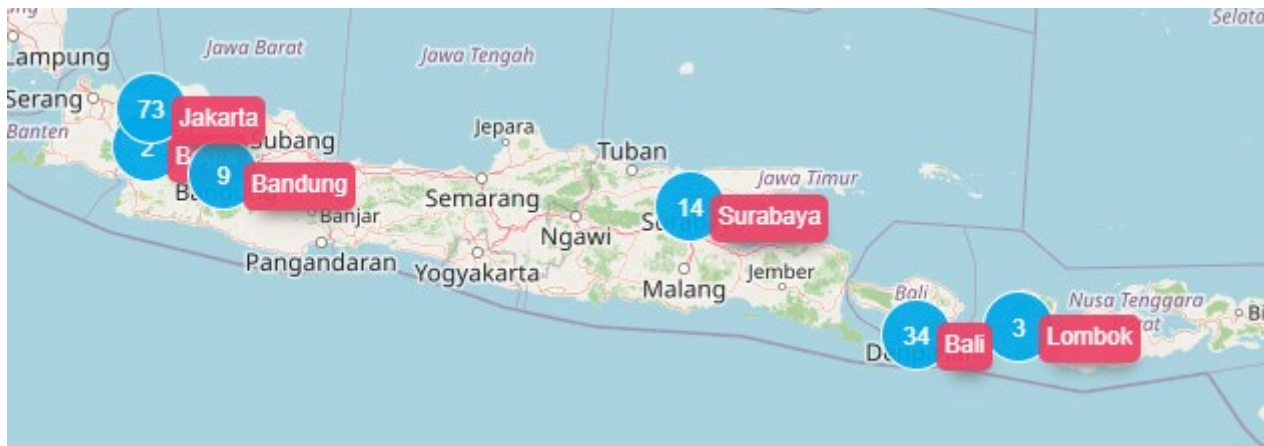 Jawa Barat
Jawa Tengah
Lampung
Serang
73
Jakarta
Banten
2
Subang
Jepara
Tuban
9
Bandung
Jawa Timur
Semarang
14
Surabaya
Banjar
Ngawi
Pangandaran
Yogyakarta
Malang
Jember
Bali
Nusa Tenggara
34
Bali
3
Lombok